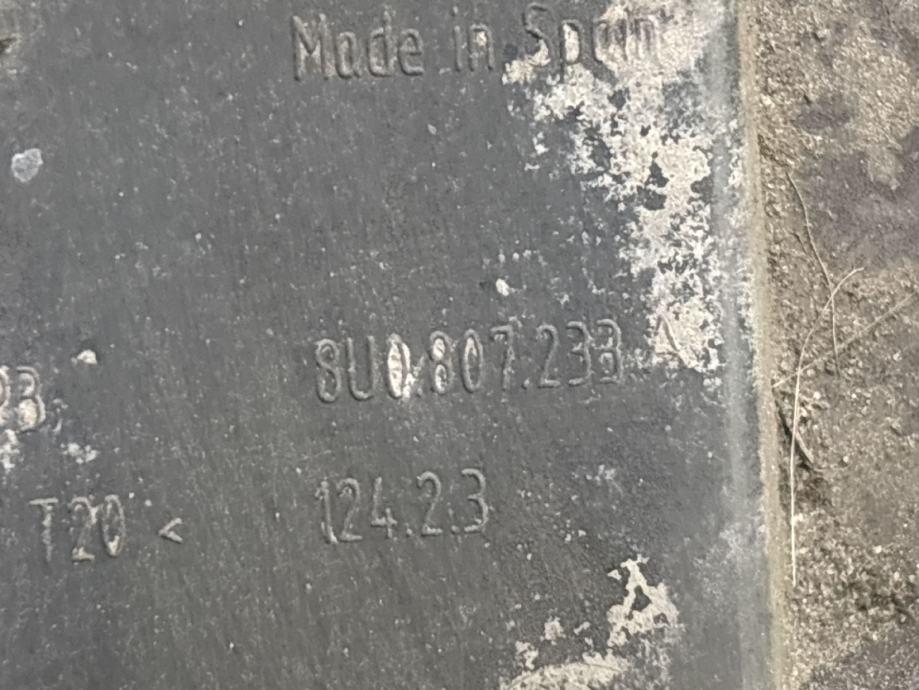 Made in Spain
8U0.807.233 A
T20 <
124.2.3